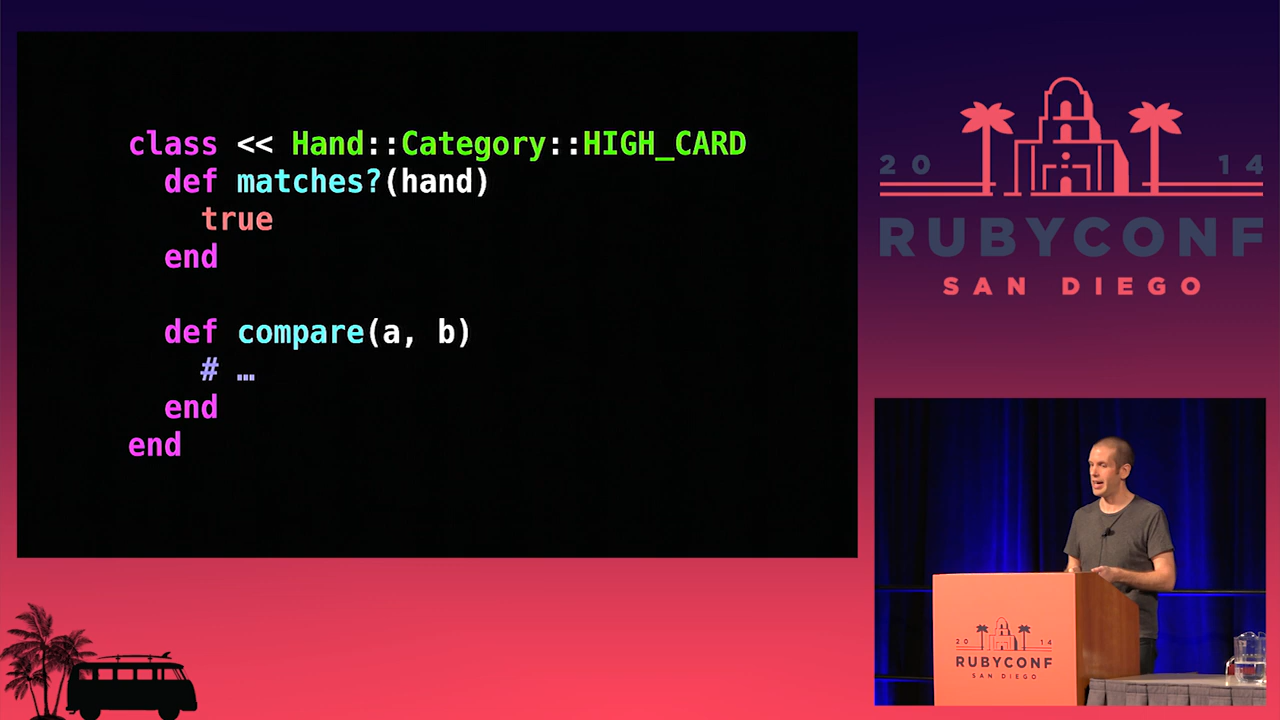 class << Hand::Category::HIGH_CARD
def matches?(hand)
true
end
def compare(a, b)
# …
end
end
20 14
RUBYCONF
SAN DIEGO
20 14
RUBYCONF
SAN DIEGO